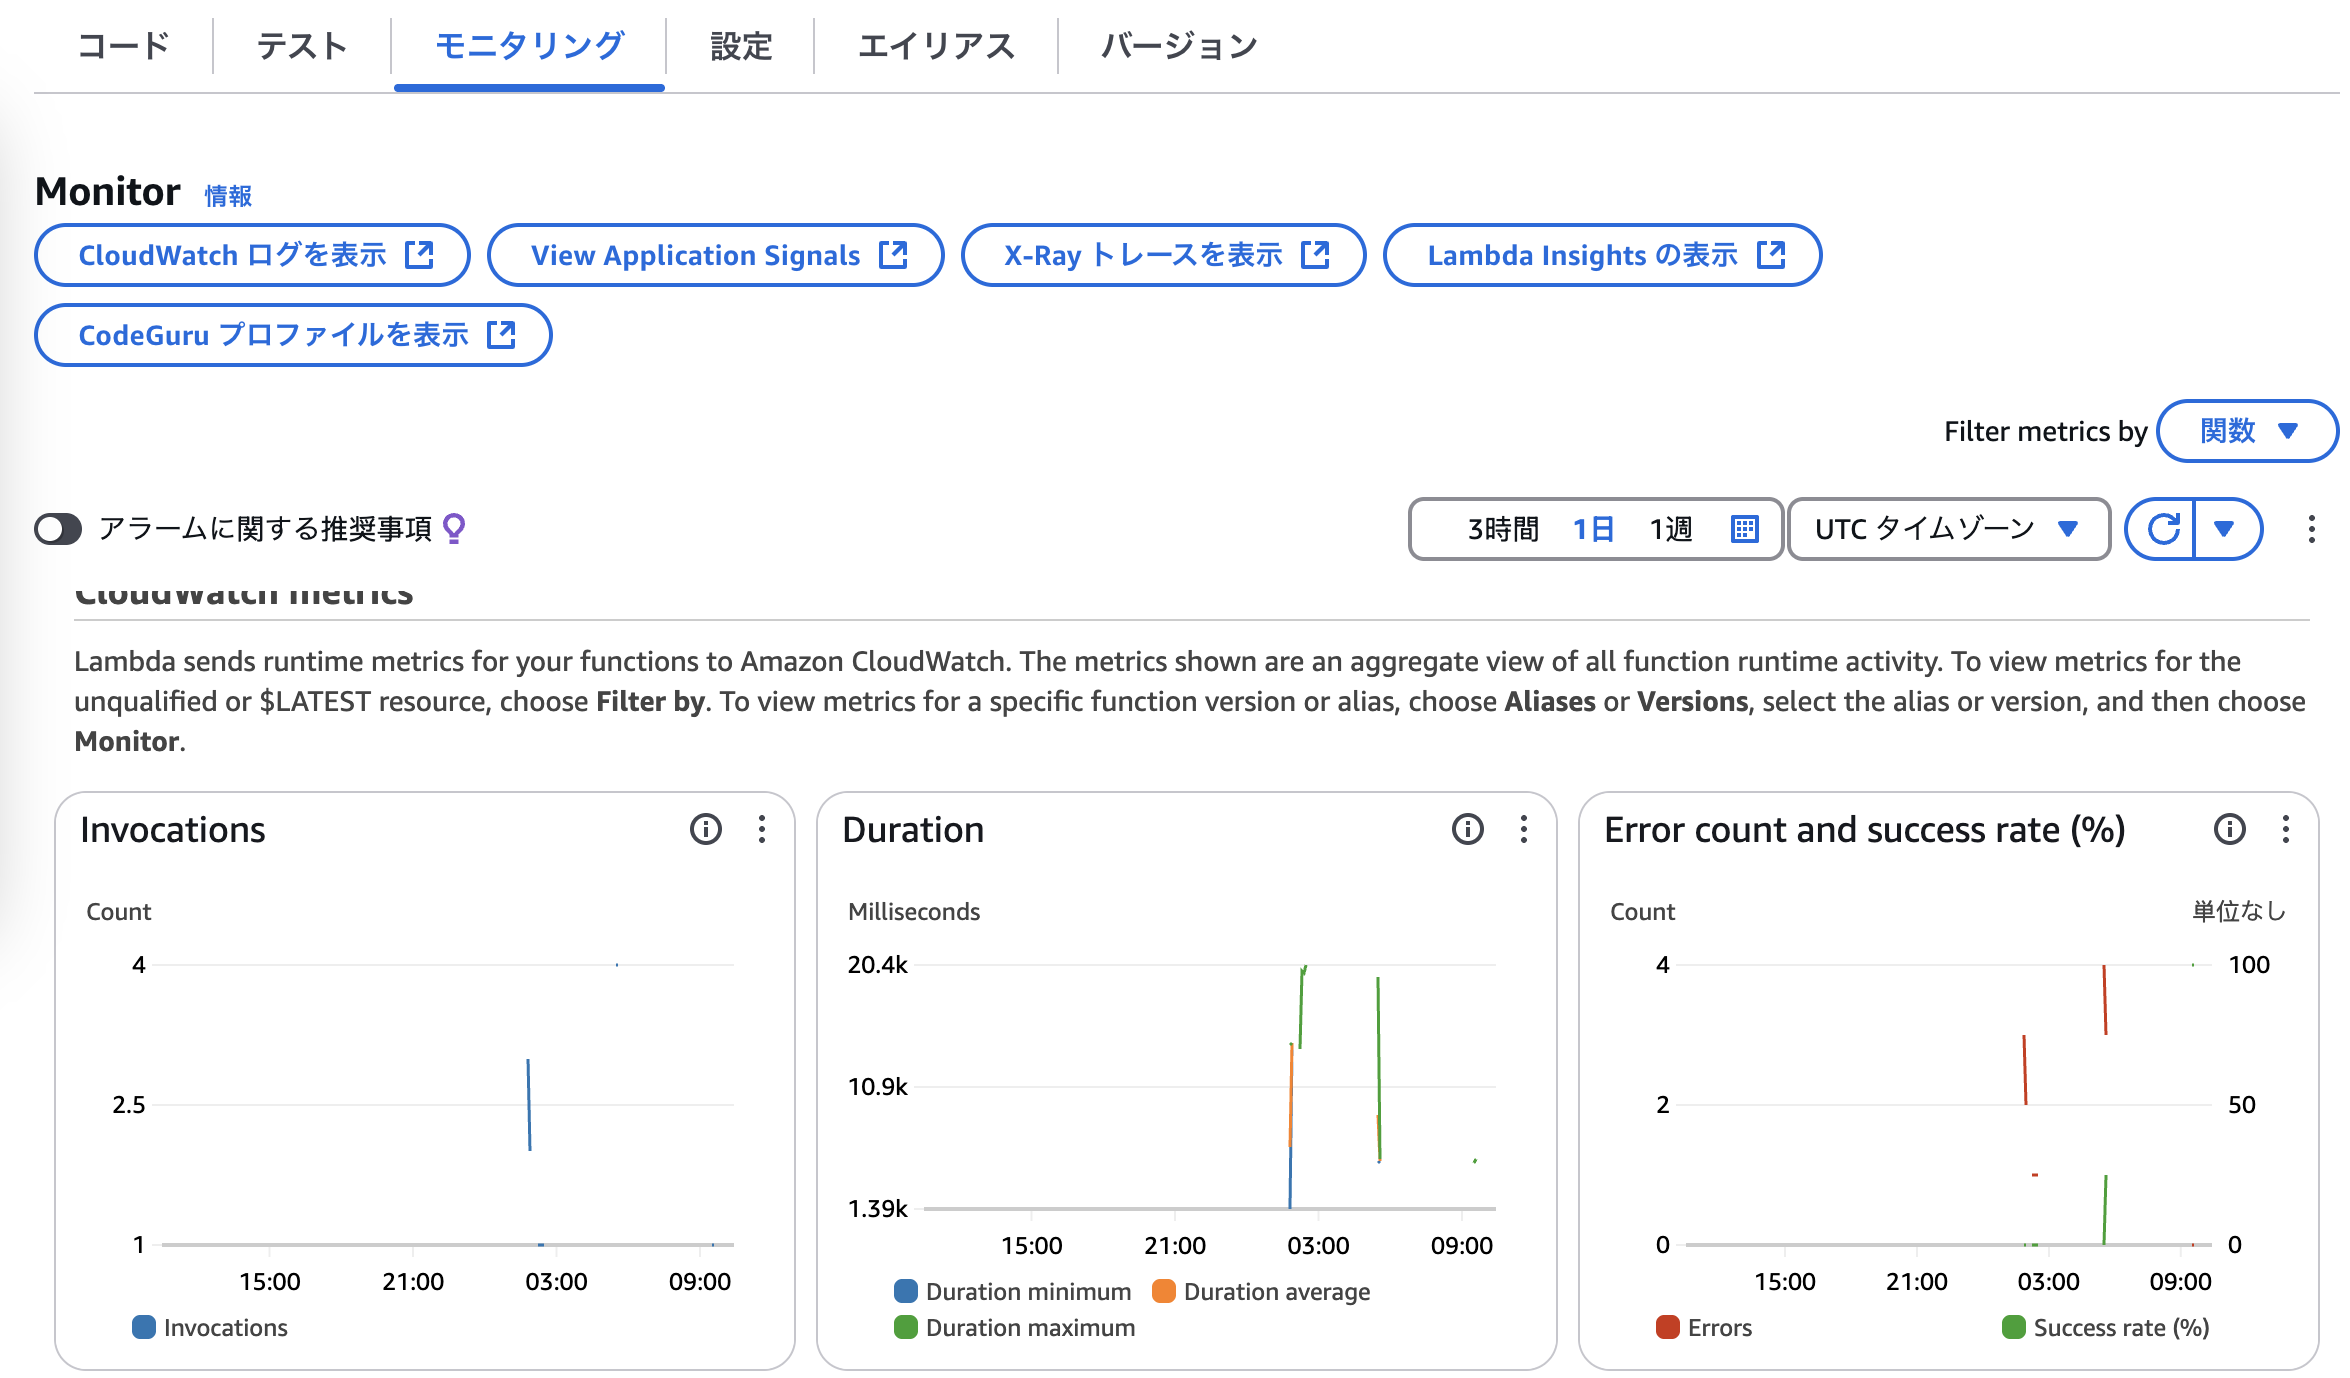 コード テスト モニタリング 設定 エイリアス バージョン
Monitor 情報
CloudWatch ログを表示 View Application Signals X-Ray トレースを表示 Lambda Insights の表示
CodeGuru プロファイルを表示
Filter metrics by 関数
アラームに関する推奨事項 3時間 1日 1週 UTC タイムゾーン
CloudWatch metrics
Lambda sends runtime metrics for your functions to Amazon CloudWatch. The metrics shown are an aggregate view of all function runtime activity. To view metrics for the
unqualified or $LATEST resource, choose Filter by. To view metrics for a specific function version or alias, choose Aliases or Versions, select the alias or version, and then choose
Monitor.
Invocations
Count
4
2.5
1
15:00 21:00 03:00 09:00
Invocations
Duration
Milliseconds
20.4k
10.9k
1.39k
15:00 21:00 03:00 09:00
Duration minimum Duration average
Duration maximum
Error count and success rate (%)
Count 単位なし
4 100
2 50
0 0
15:00 21:00 03:00 09:00
Errors Success rate (%)